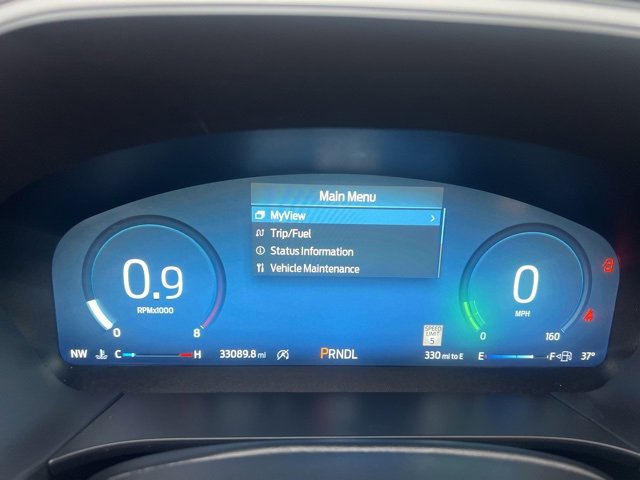 Main Menu
MyView
Trip/Fuel
Status Information
Vehicle Maintenance
0.9
RPMx1000
0 8
0
MPH
0 160
SPEED
LIMIT
5
NW C H 33089.8 mi PRNDL 330 mi to E E F 37°